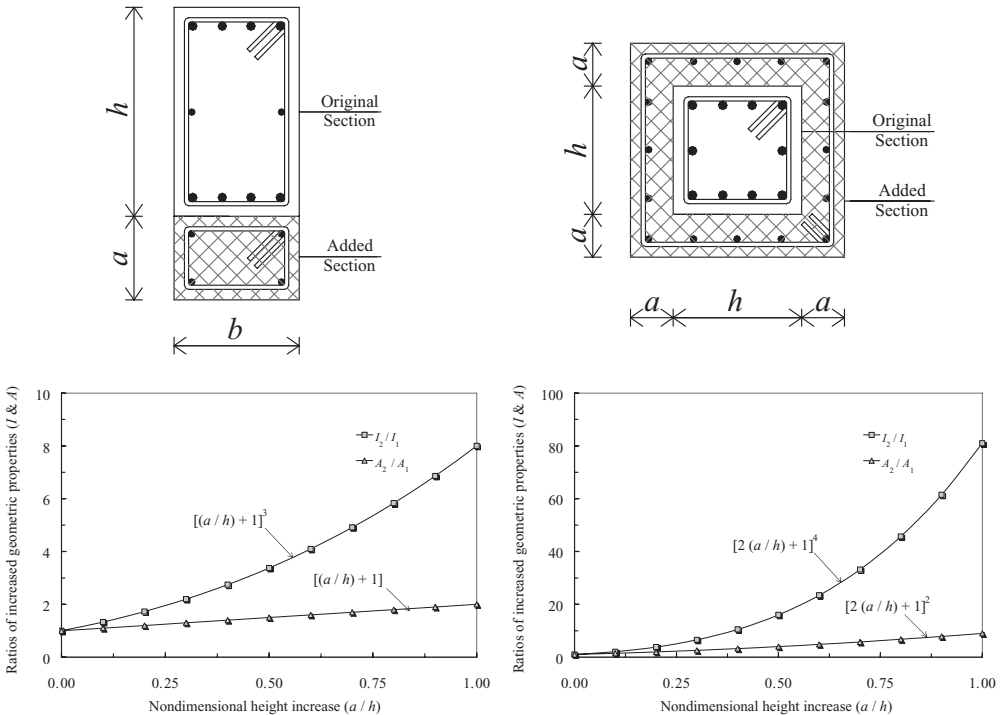 h
a
b
Original
Section
Added
Section
a
h
a
a
h
a
Original
Section
Added
Section
Ratios of increased geometric properties (I & A)
10
8
6
4
2
0
I2 / I1
A2 / A1
[(a / h) + 1]^3
[(a / h) + 1]
0.00
0.25
0.50
0.75
1.00
Nondimensional height increase (a / h)
Ratios of increased geometric properties (I & A)
100
80
60
40
20
0
I2 / I1
A2 / A1
[2 (a / h) + 1]^4
[2 (a / h) + 1]^2
0.00
0.25
0.50
0.75
1.00
Nondimensional height increase (a / h)